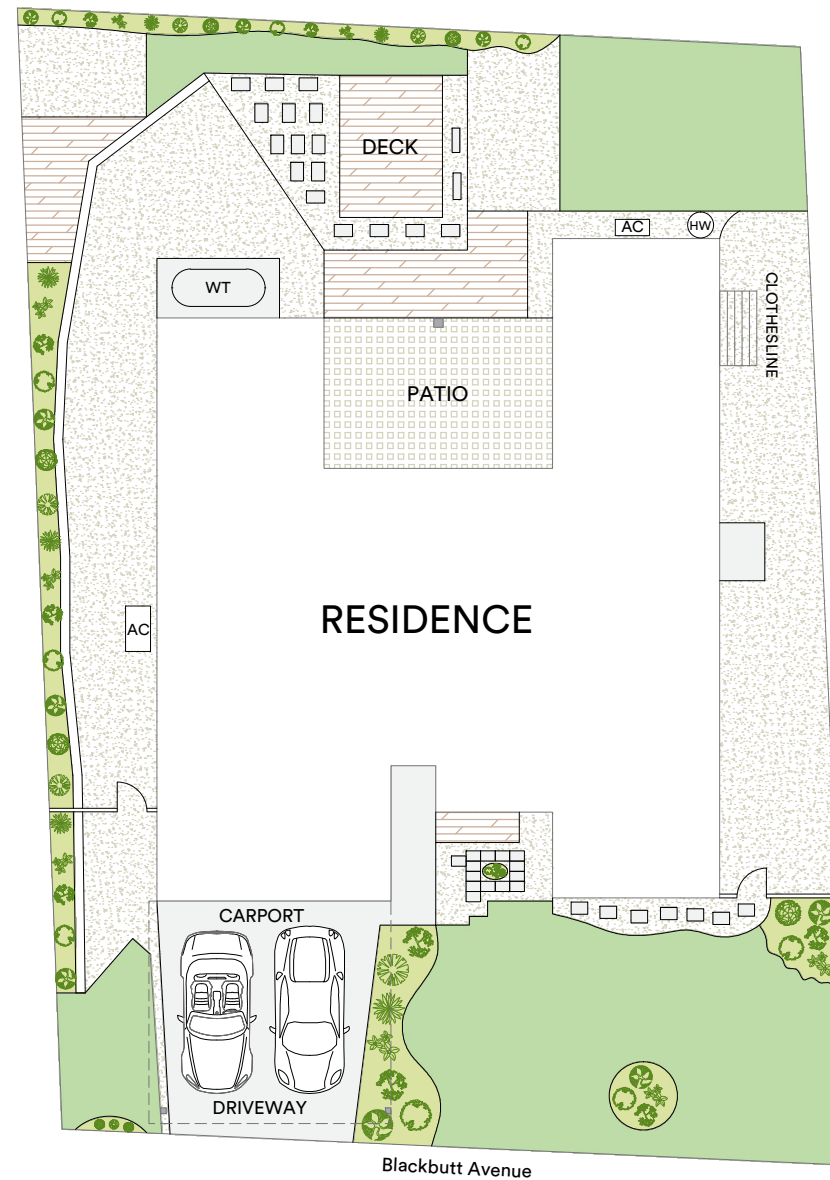 DECK
AC
HW
WT
CLOTHESLINE
PATIO
RESIDENCE
AC
CARPORT
DRIVEWAY
Blackbutt Avenue